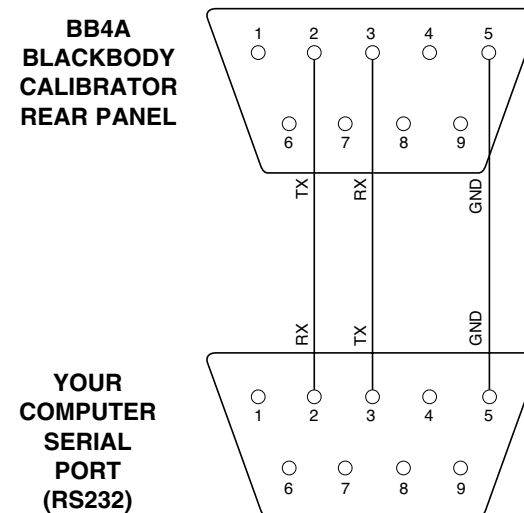 BB4A
BLACKBODY
CALIBRATOR
REAR PANEL
1 2 3 4 5
6 7 8 9
TX RX GND
RX TX GND
YOUR
COMPUTER
SERIAL
PORT
(RS232)
1 2 3 4 5
6 7 8 9